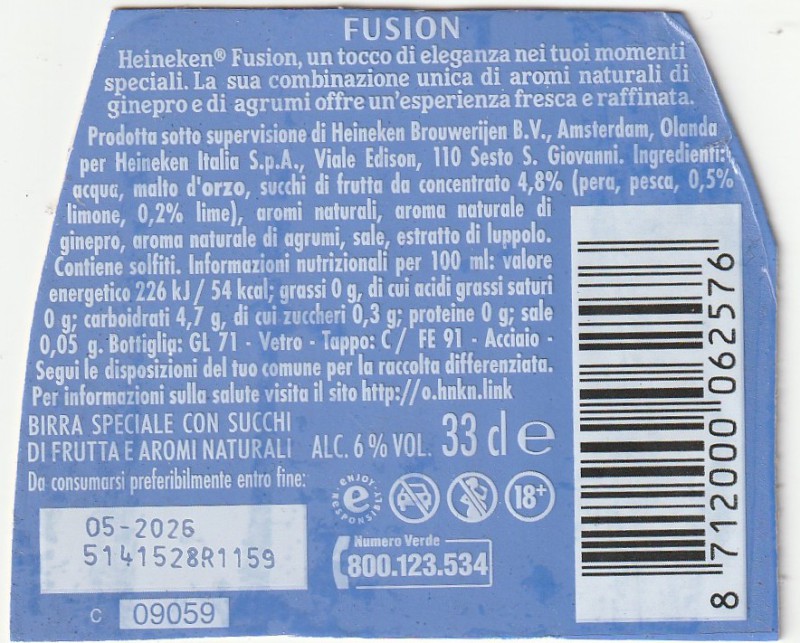 FUSION
Heineken® Fusion, un tocco di eleganza nei tuoi momenti
speciali. La sua combinazione unica di aromi naturali di
ginepro e di agrumi offre un'esperienza fresca e raffinata.
Prodotta sotto supervisione di Heineken Brouwerijen B.V., Amsterdam, Olanda
per Heineken Italia S.p.A., Viale Edison, 110 Sesto S. Giovanni. Ingredienti:
acqua, malto d'orzo, succhi di frutta da concentrato 4,8% (pera, pesca, 0,5%
limone, 0,2% lime), aromi naturali, aroma naturale di
ginepro, aroma naturale di agrumi, sale, estratto di luppolo.
Contiene solfiti. Informazioni nutrizionali per 100 ml: valore
energetico 226 kJ / 54 kcal; grassi 0 g, di cui acidi grassi saturi
0 g; carboidrati 4,7 g, di cui zuccheri 0,3 g; proteine 0 g; sale
0,05 g. Bottiglia: GL 71 - Vetro - Tappo: C/ FE 91 - Acciaio -
Segui le disposizioni del tuo comune per la raccolta differenziata.
Per informazioni sulla salute visita il sito http://o.hnkn.link
BIRRA SPECIALE CON SUCCHI
DI FRUTTA E AROMI NATURALI ALC. 6% VOL. 33 cl e
Da consumarsi preferibilmente entro fine:
ENJOY e RESPONSIBLY
18+
05-2026
5141528R1159
Numero Verde
800.123.534
C 09059
8 712000 062576